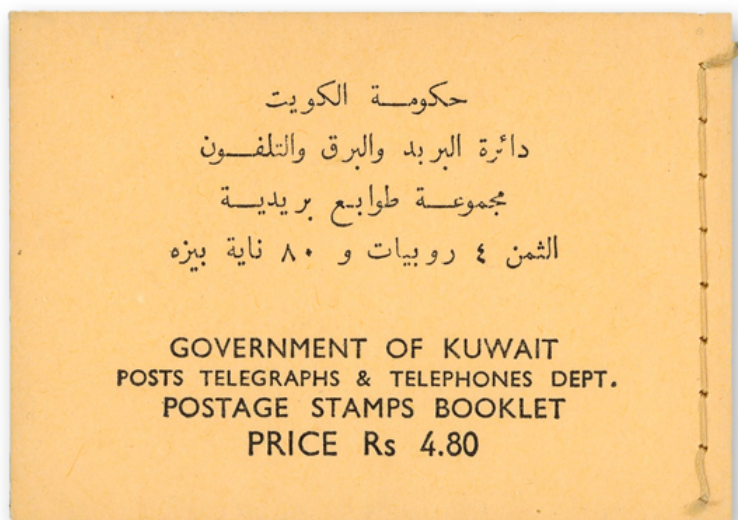 حكومة الكويت
دائرة البريد والبرق والتلفون
مجموعة طوابع بريدية
الثمن ٤ روبيات و ٨٠ ناية بيزه
GOVERNMENT OF KUWAIT
POSTS TELEGRAPHS & TELEPHONES DEPT.
POSTAGE STAMPS BOOKLET
PRICE Rs 4.80